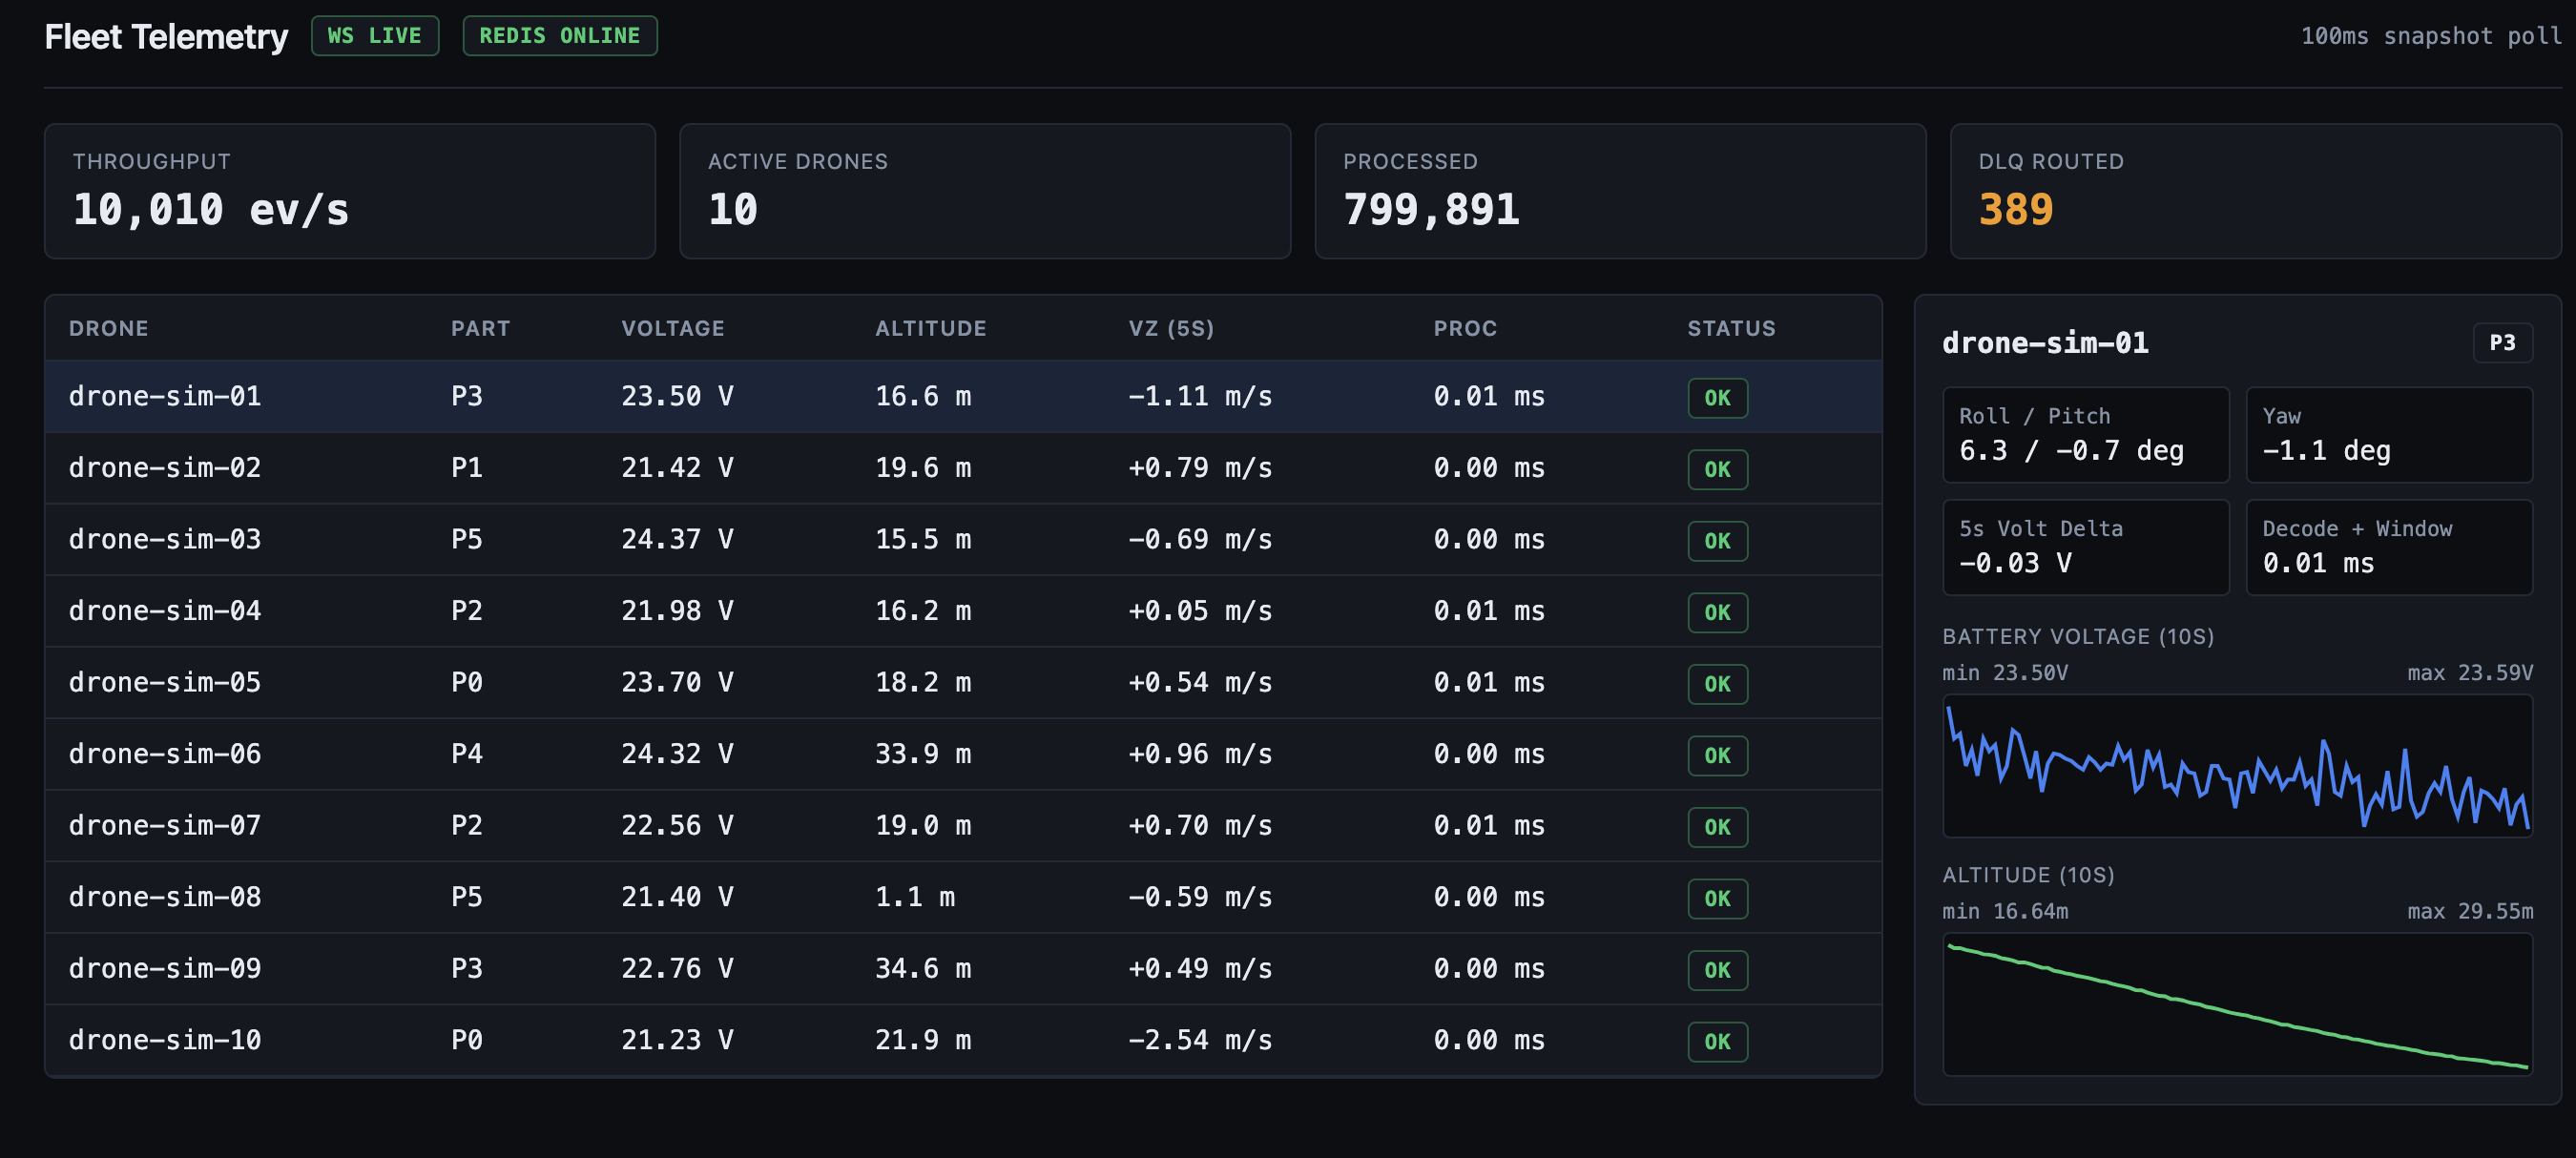 Fleet Telemetry WS LIVE REDIS ONLINE 100ms snapshot poll
THROUGHPUT ACTIVE DRONES PROCESSED DLQ ROUTED
10,010 ev/s 10 799,891 389
DRONE PART VOLTAGE ALTITUDE VZ (5S) PROC STATUS
drone-sim-01 P3 23.50 V 16.6 m -1.11 m/s 0.01 ms OK
drone-sim-02 P1 21.42 V 19.6 m +0.79 m/s 0.00 ms OK
drone-sim-03 P5 24.37 V 15.5 m -0.69 m/s 0.00 ms OK
drone-sim-04 P2 21.98 V 16.2 m +0.05 m/s 0.01 ms OK
drone-sim-05 P0 23.70 V 18.2 m +0.54 m/s 0.01 ms OK
drone-sim-06 P4 24.32 V 33.9 m +0.96 m/s 0.00 ms OK
drone-sim-07 P2 22.56 V 19.0 m +0.70 m/s 0.01 ms OK
drone-sim-08 P5 21.40 V 1.1 m -0.59 m/s 0.00 ms OK
drone-sim-09 P3 22.76 V 34.6 m +0.49 m/s 0.00 ms OK
drone-sim-10 P0 21.23 V 21.9 m -2.54 m/s 0.00 ms OK
drone-sim-01 P3
Roll / Pitch Yaw
6.3 / -0.7 deg -1.1 deg
5s Volt Delta Decode + Window
-0.03 V 0.01 ms
BATTERY VOLTAGE (10S)
min 23.50V max 23.59V
ALTITUDE (10S)
min 16.64m max 29.55m